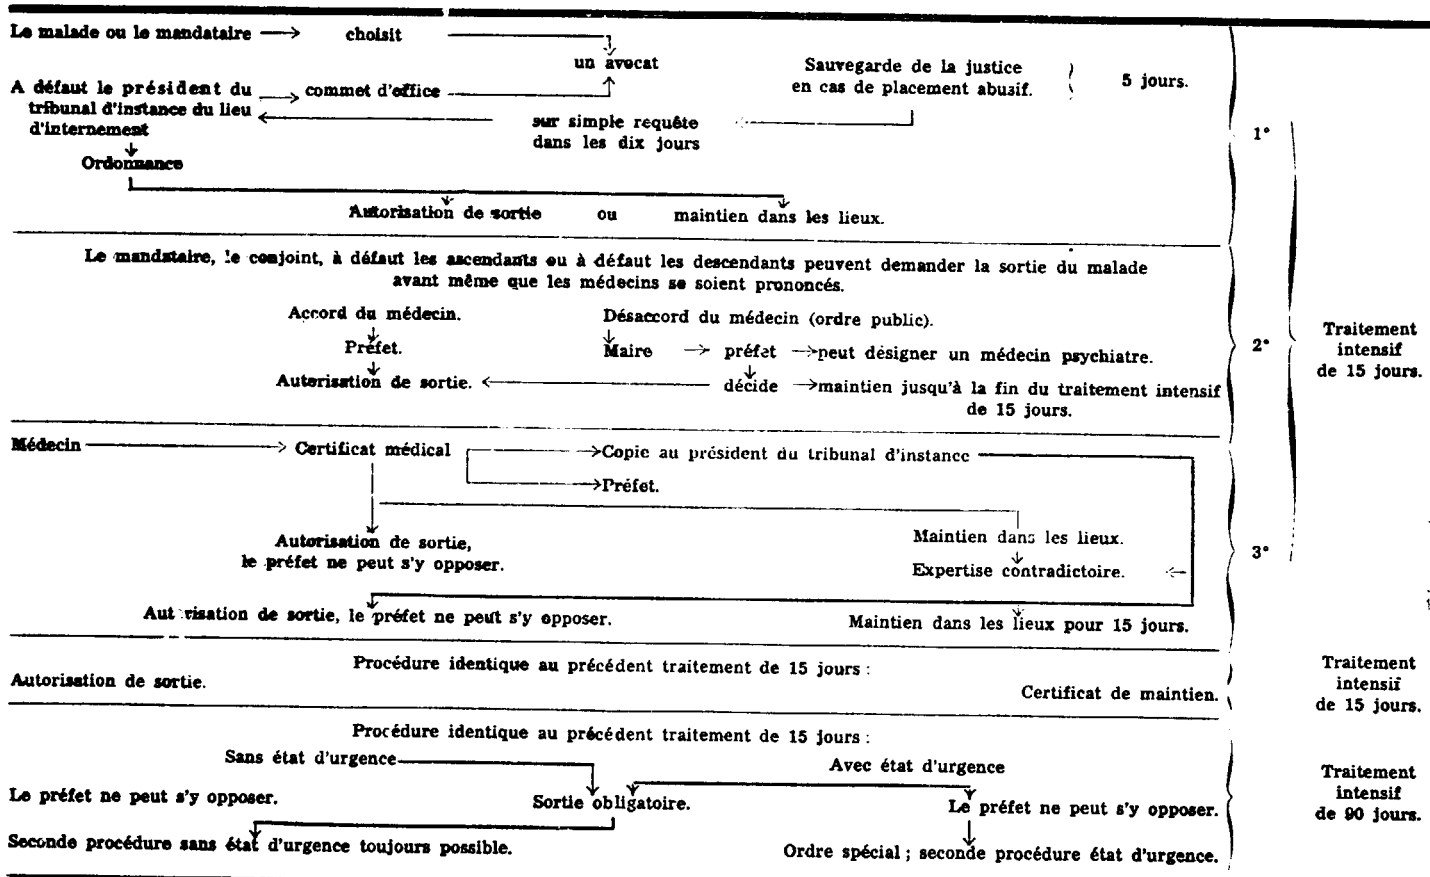 Le malade ou le mandataire → choisit
un avocat
Sauvegarde de la justice
en cas de placement abusif.
5 jours.
A défaut le président du → commet d'office
tribunal d'instance du lieu
d'internement
sur simple requête
dans les dix jours
1°
Ordonnance
Autorisation de sortie ou maintien dans les lieux.
Le mandataire, le conjoint, à défaut les ascendants ou à défaut les descendants peuvent demander la sortie du malade
avant même que les médecins se soient prononcés.
Accord du médecin.
Désaccord du médecin (ordre public).
Préfet.
Maire → préfet → peut désigner un médecin psychiatre.
Autorisation de sortie. ← décide → maintien jusqu'à la fin du traitement intensif
de 15 jours.
2°
Traitement
intensif
de 15 jours.
Médecin → Certificat médical → Copie au président du tribunal d'instance
→ Préfet.
Autorisation de sortie,
le préfet ne peut s'y opposer.
Maintien dans les lieux.
Expertise contradictoire.
3°
Autorisation de sortie, le préfet ne peut s'y opposer.
Maintien dans les lieux pour 15 jours.
Procédure identique au précédent traitement de 15 jours :
Autorisation de sortie.
Certificat de maintien.
Traitement
intensif
de 15 jours.
Procédure identique au précédent traitement de 15 jours :
Sans état d'urgence
Avec état d'urgence
Le préfet ne peut s'y opposer.
Sortie obligatoire.
Le préfet ne peut s'y opposer.
Seconde procédure sans état d'urgence toujours possible.
Ordre spécial ; seconde procédure état d'urgence.
Traitement
intensif
de 90 jours.